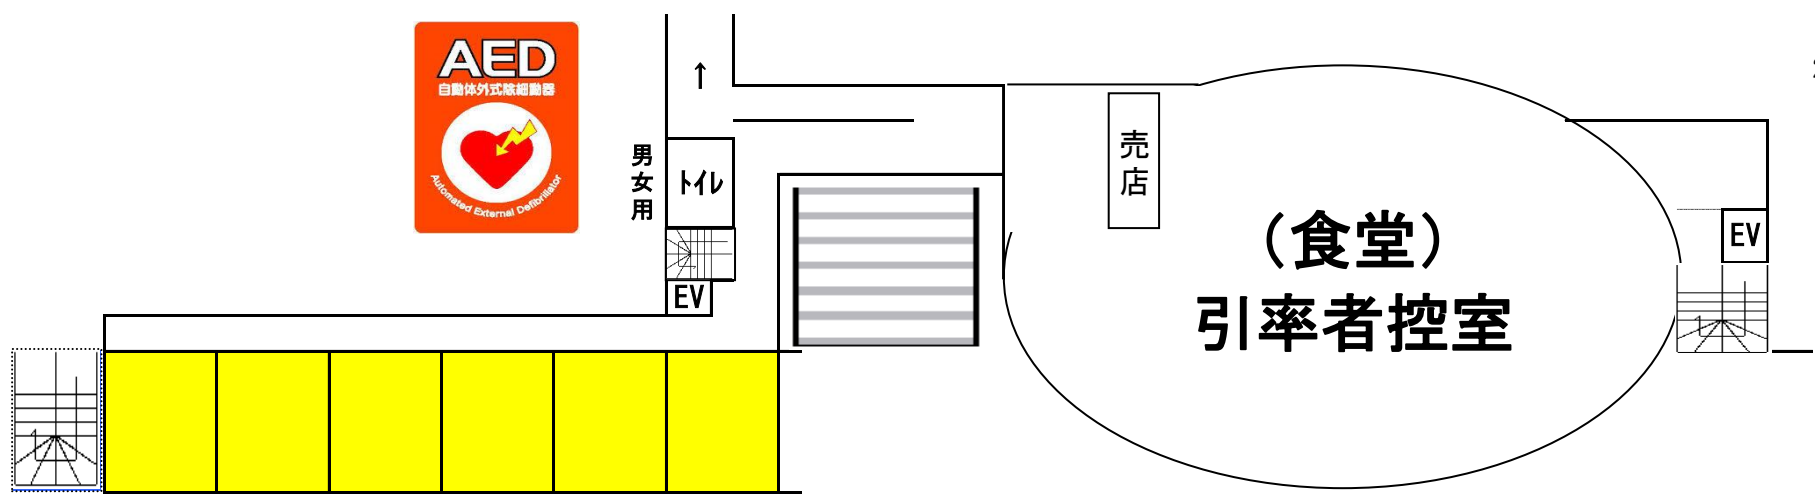 AED
自動体外式除細動器
Automated External Defibrillator
↑
男女用
トイレ
EV
売店
（食堂）
引率者控室
EV